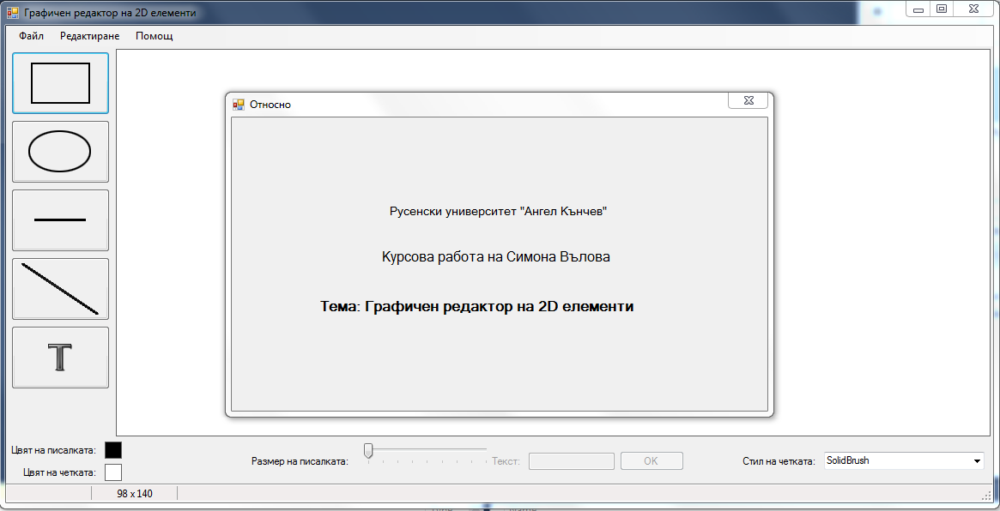 Графичен редактор на 2D елементи
Файл Редактиране Помощ
Относно
Русенски университет "Ангел Кънчев"
Курсова работа на Симона Вълова
Тема: Графичен редактор на 2D елементи
T
Цвят на писалката:
Цвят на четката:
Размер на писалката:
Текст:
OK
Стил на четката:
SolidBrush
98 x 140